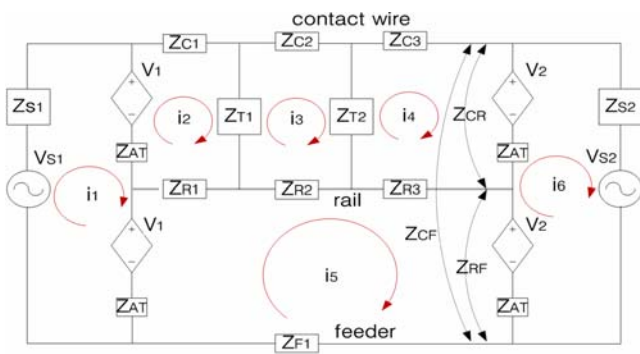 contact wire
ZC1 ZC2 ZC3
V1 V2
ZS1 i2 ZT1 i3 ZT2 i4 ZCR ZS2
ZAT ZAT
VS1 VS2
i1 ZR1 ZR2 ZR3 i6
rail
V1 ZCF V2
i5 ZRF
ZAT ZAT
ZF1 feeder